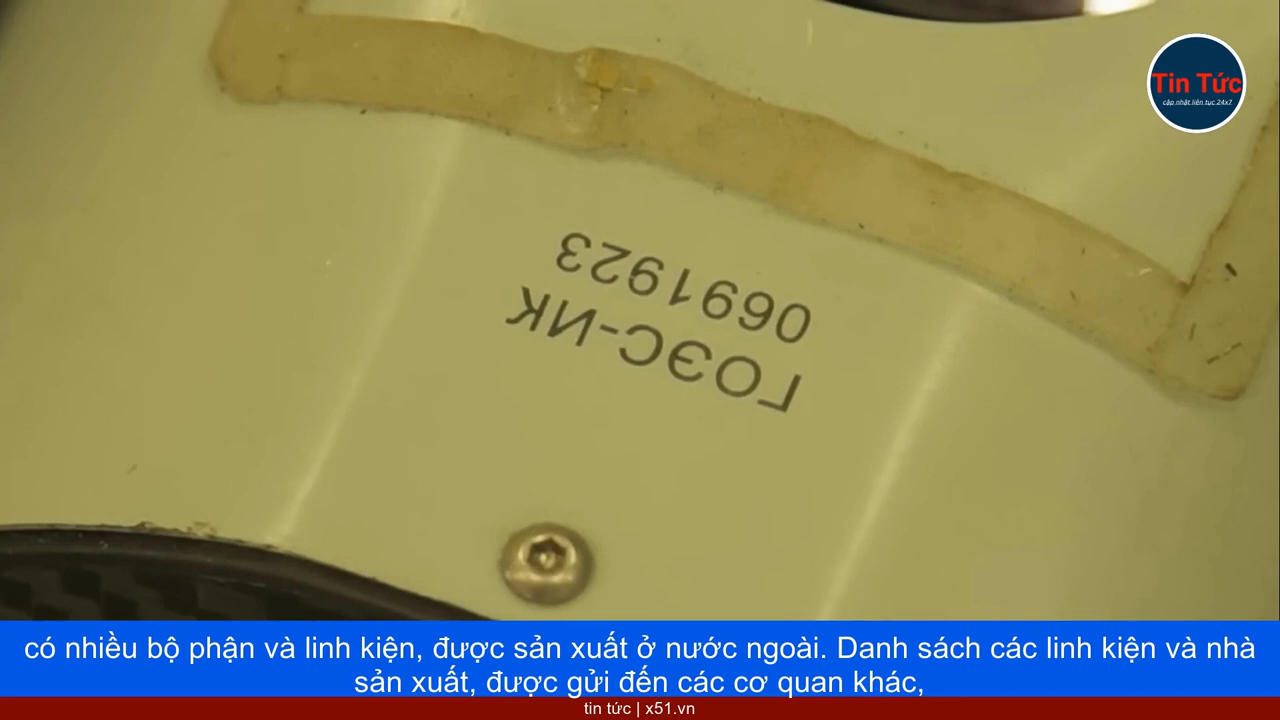 Tin Tức
cập nhật liên tục 24x7
ГОЭС-ИК
0691923
có nhiều bộ phận và linh kiện, được sản xuất ở nước ngoài. Danh sách các linh kiện và nhà
sản xuất, được gửi đến các cơ quan khác,
tin tức | x51.vn